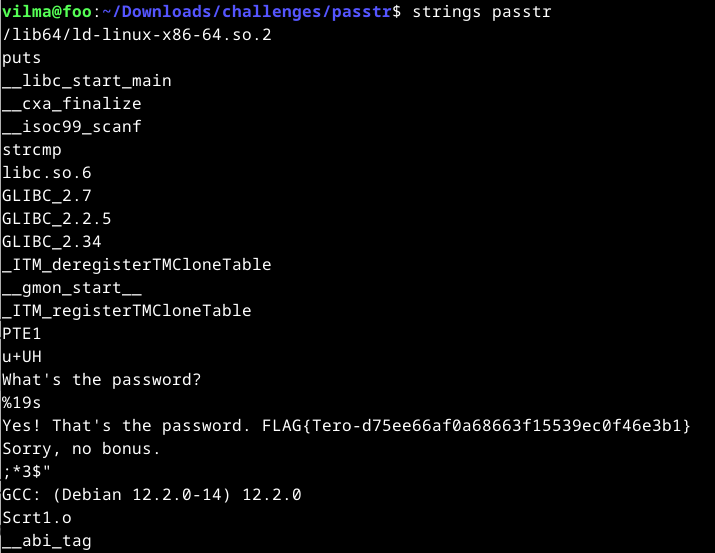 vilma@foo:~/Downloads/challenges/passtr$ strings passtr
/lib64/ld-linux-x86-64.so.2
puts
__libc_start_main
__cxa_finalize
__isoc99_scanf
strcmp
libc.so.6
GLIBC_2.7
GLIBC_2.2.5
GLIBC_2.34
_ITM_deregisterTMCloneTable
__gmon_start__
_ITM_registerTMCloneTable
PTE1
u+UH
What's the password?
%19s
Yes! That's the password. FLAG{Tero-d75ee66af0a68663f15539ec0f46e3b1}
Sorry, no bonus.
;*3$"
GCC: (Debian 12.2.0-14) 12.2.0
Scrt1.o
__abi_tag